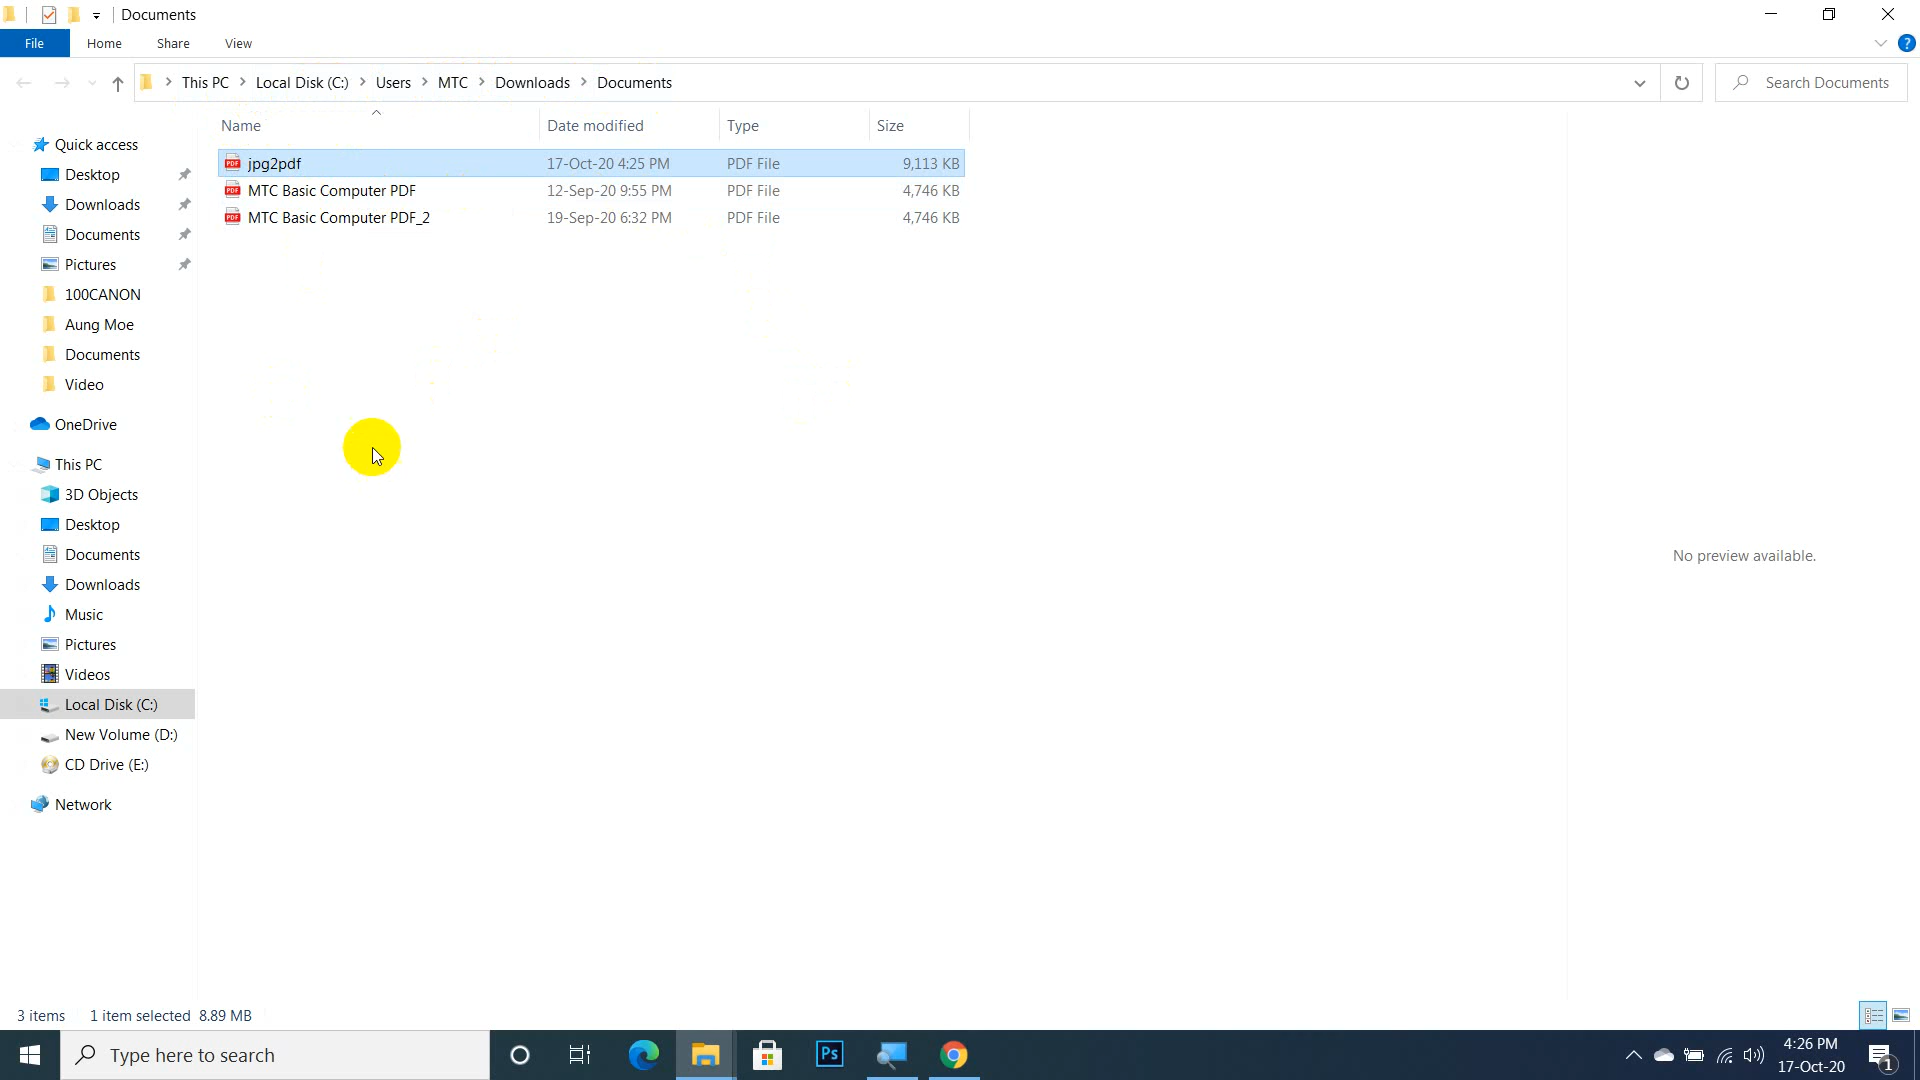 Documents
File Home Share View
This PC Local Disk (C:) Users MTC Downloads Documents
Search Documents
Name Date modified Type Size
jpg2pdf 17-Oct-20 4:25 PM PDF File 9,113 KB
MTC Basic Computer PDF 12-Sep-20 9:55 PM PDF File 4,746 KB
MTC Basic Computer PDF_2 19-Sep-20 6:32 PM PDF File 4,746 KB
Quick access
Desktop
Downloads
Documents
Pictures
100CANON
Aung Moe
Documents
Video
OneDrive
This PC
3D Objects
Desktop
Documents
Downloads
Music
Pictures
Videos
Local Disk (C:)
New Volume (D:)
CD Drive (E:)
Network
No preview available.
3 items 1 item selected 8.89 MB
Type here to search
Ps
4:26 PM
17-Oct-20
1